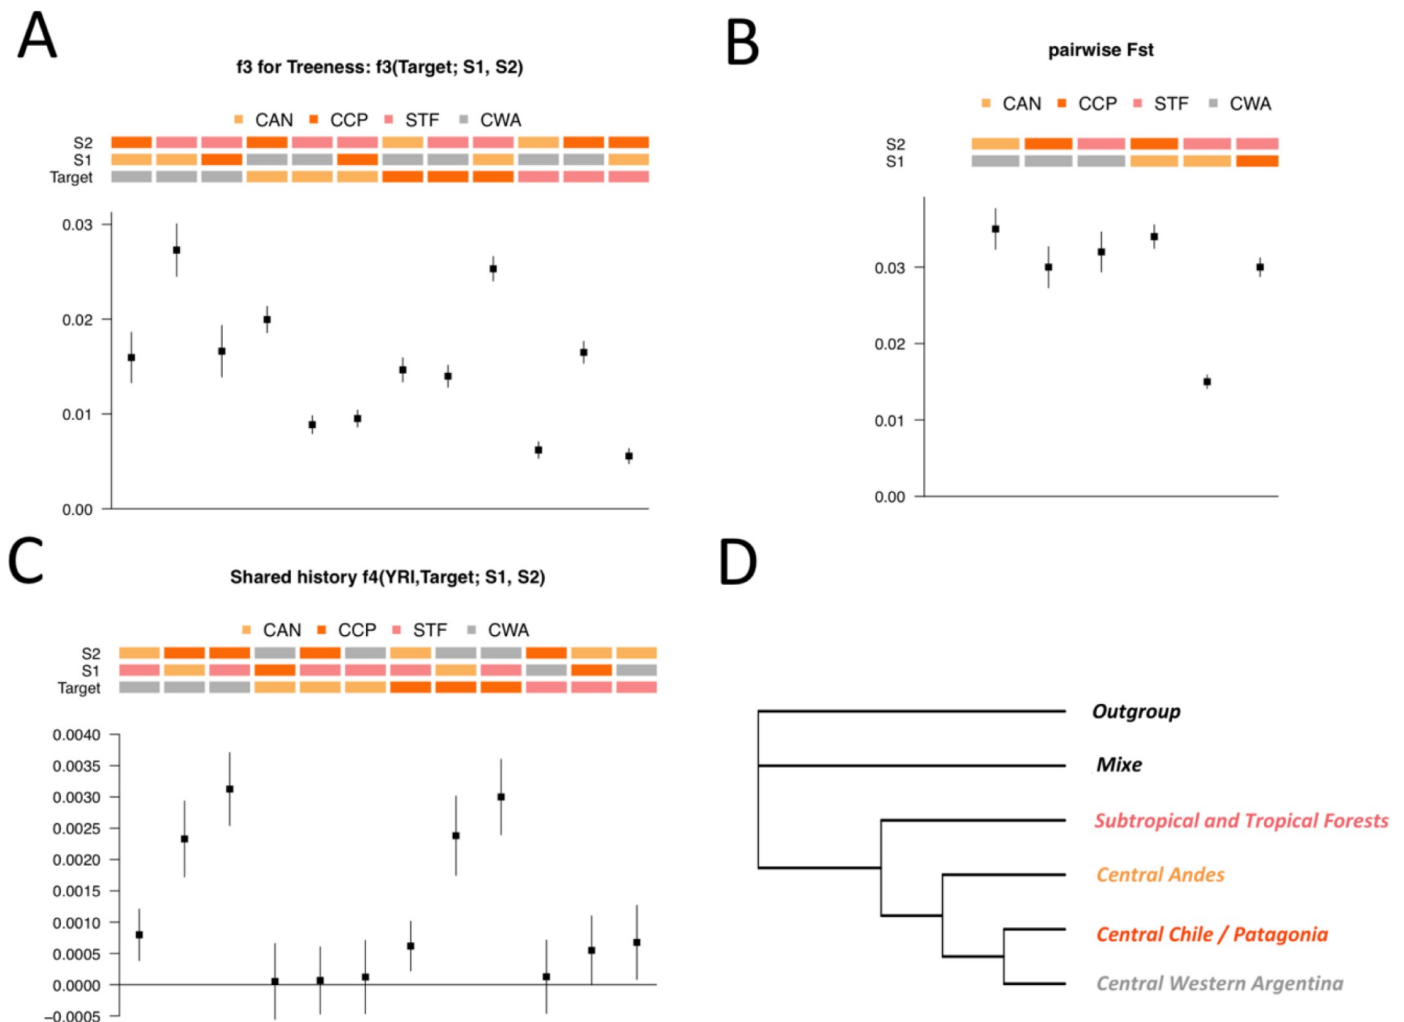 A
f3 for Treeness: f3(Target; S1, S2)
CAN CCP STF CWA
S2
S1
Target
0.03
0.02
0.01
0.00
B
pairwise Fst
CAN CCP STF CWA
S2
S1
0.03
0.02
0.01
0.00
C
Shared history f4(YRI,Target; S1, S2)
CAN CCP STF CWA
S2
S1
Target
0.0040
0.0035
0.0030
0.0025
0.0020
0.0015
0.0010
0.0005
0.0000
−0.0005
D
Outgroup
Mixe
Subtropical and Tropical Forests
Central Andes
Central Chile / Patagonia
Central Western Argentina